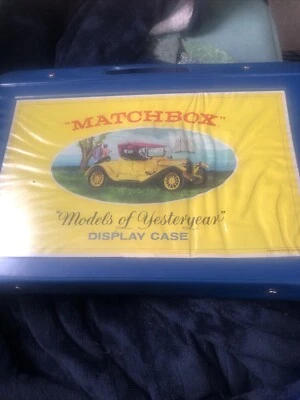 "MATCHBOX"
"Models of Yesteryear"
DISPLAY CASE